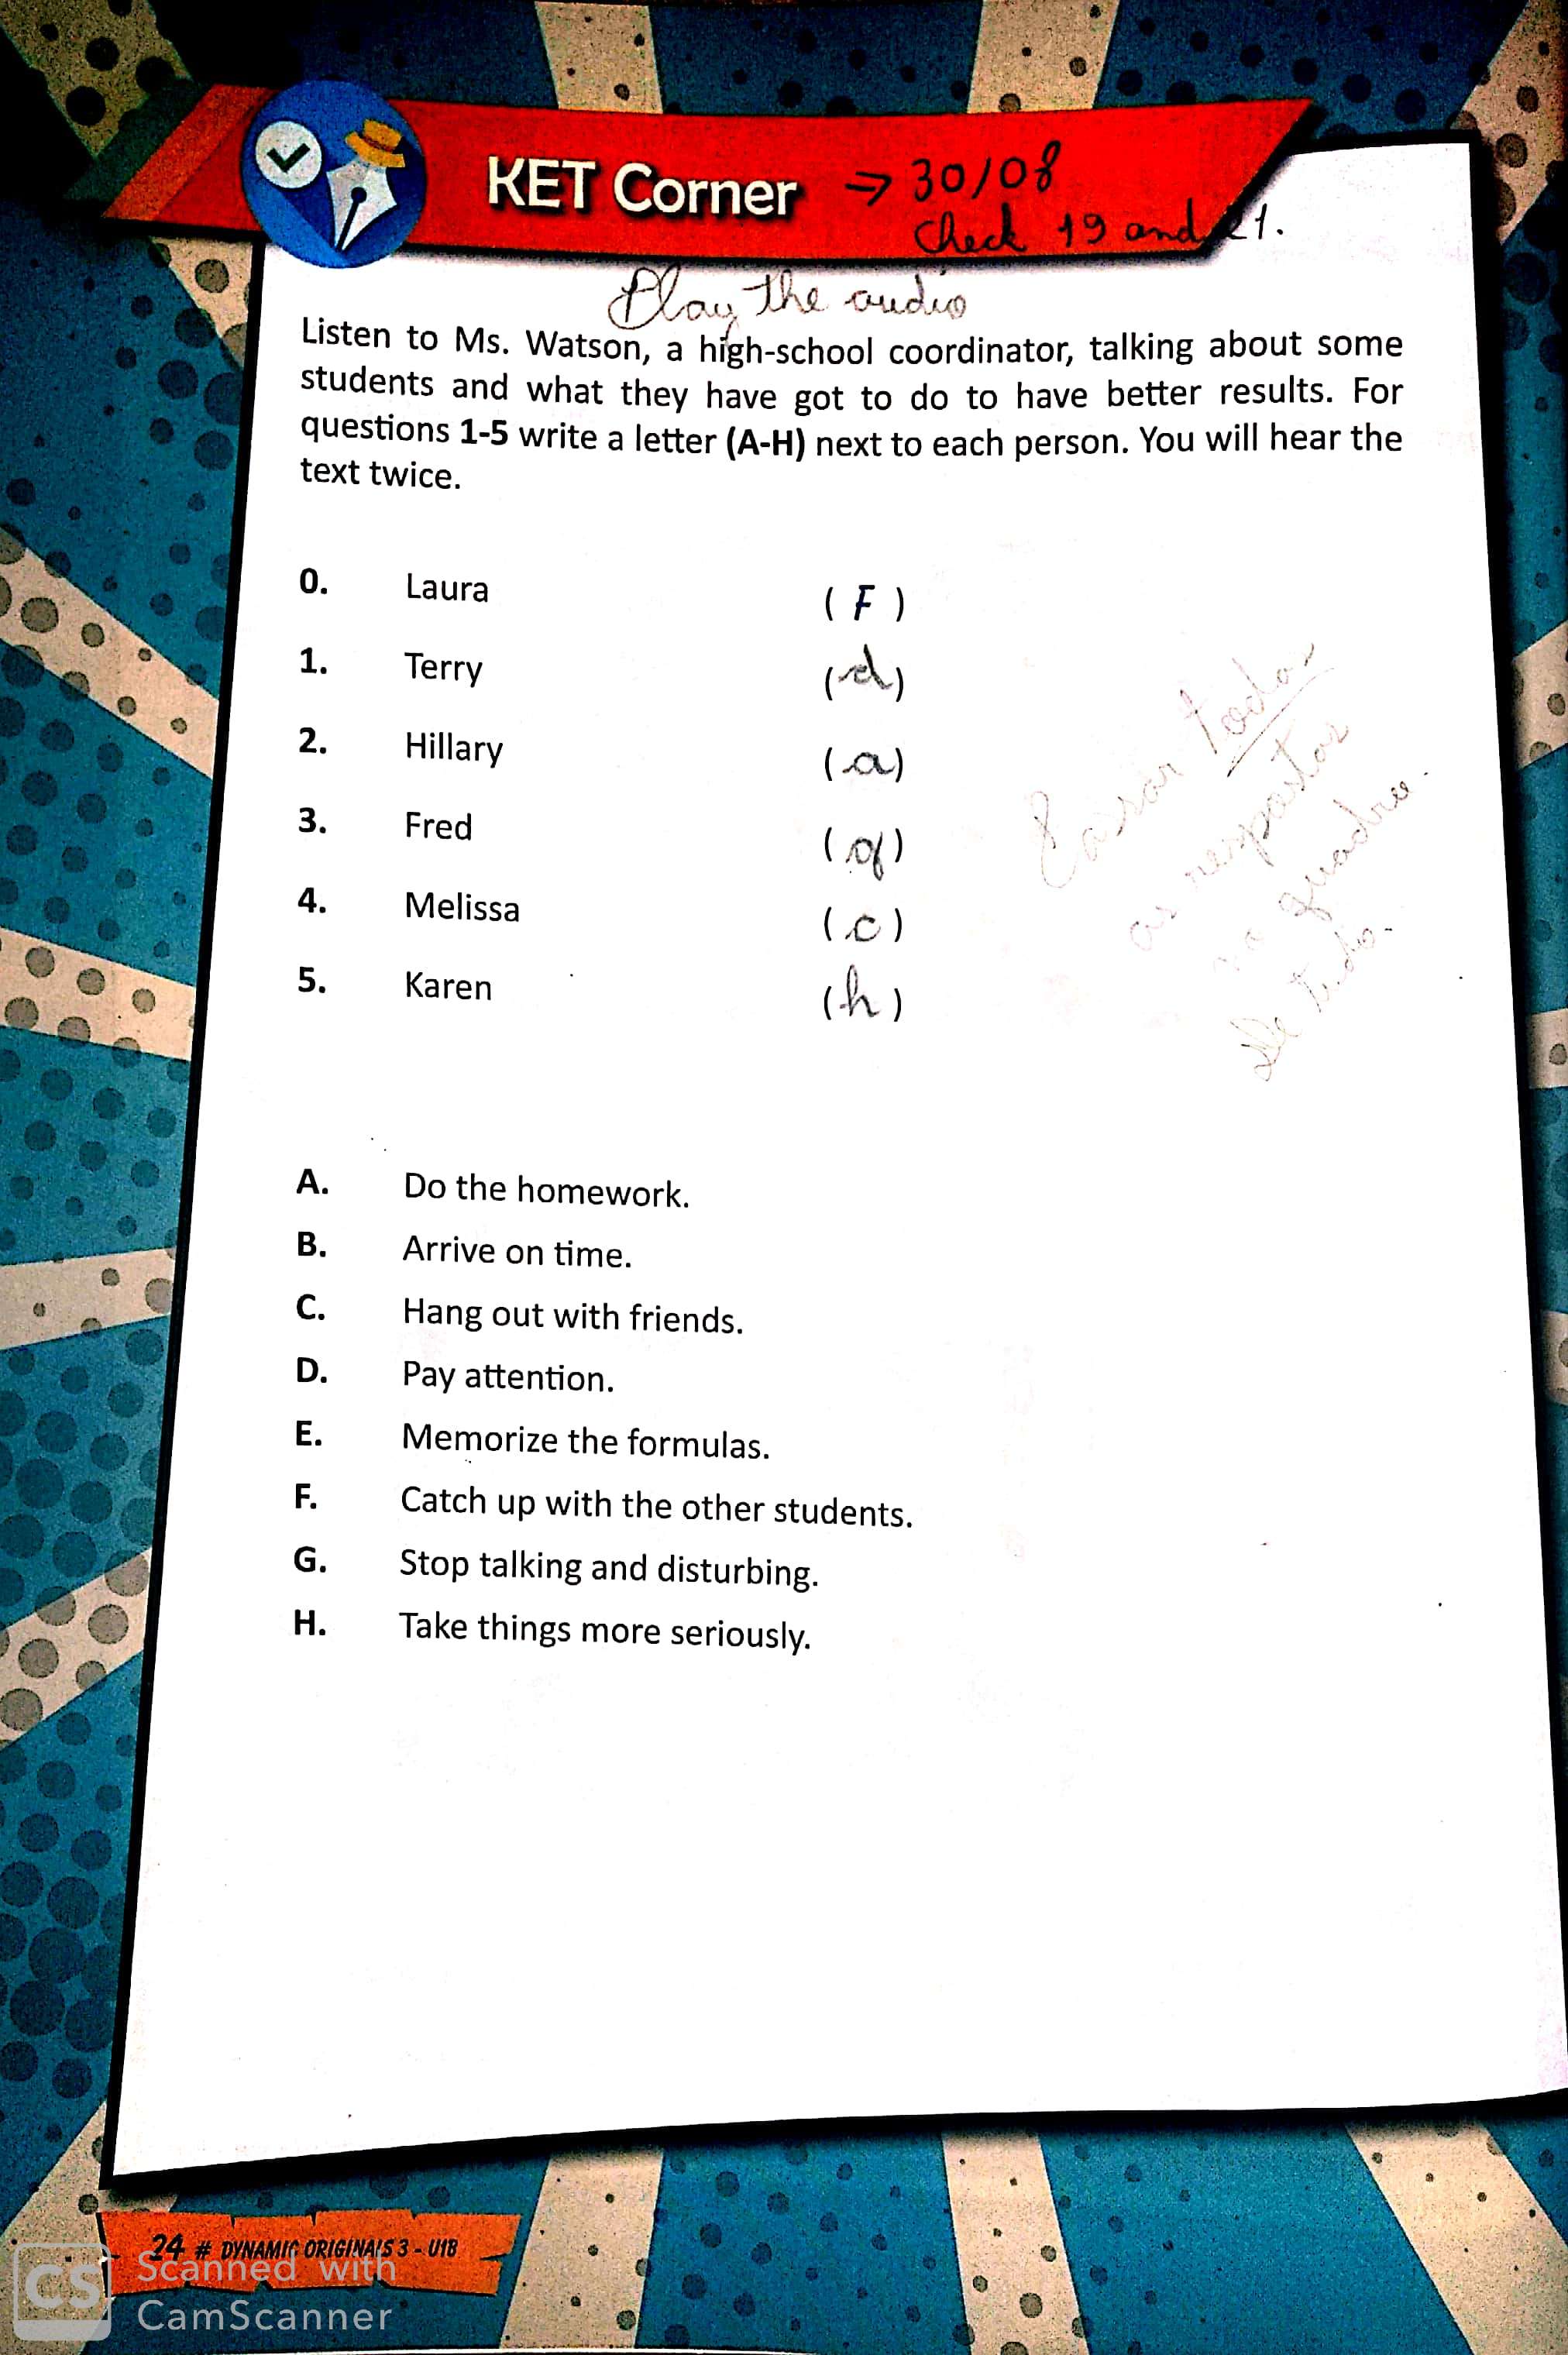 KET Corner → 30/08
Check 19 and 21.
Play the audio
Listen to Ms. Watson, a high-school coordinator, talking about some
students and what they have got to do to have better results. For
questions 1-5 write a letter (A-H) next to each person. You will hear the
text twice.
0. Laura (F)
1. Terry (d)
2. Hillary (a)
3. Fred (g)
4. Melissa (c)
5. Karen (h)
Passar todas
as respostas
no quadro.
De tudo.
A. Do the homework.
B. Arrive on time.
C. Hang out with friends.
D. Pay attention.
E. Memorize the formulas.
F. Catch up with the other students.
G. Stop talking and disturbing.
H. Take things more seriously.
24 # DYNAMIC ORIGINALS 3 - U18
CS Scanned with
CamScanner